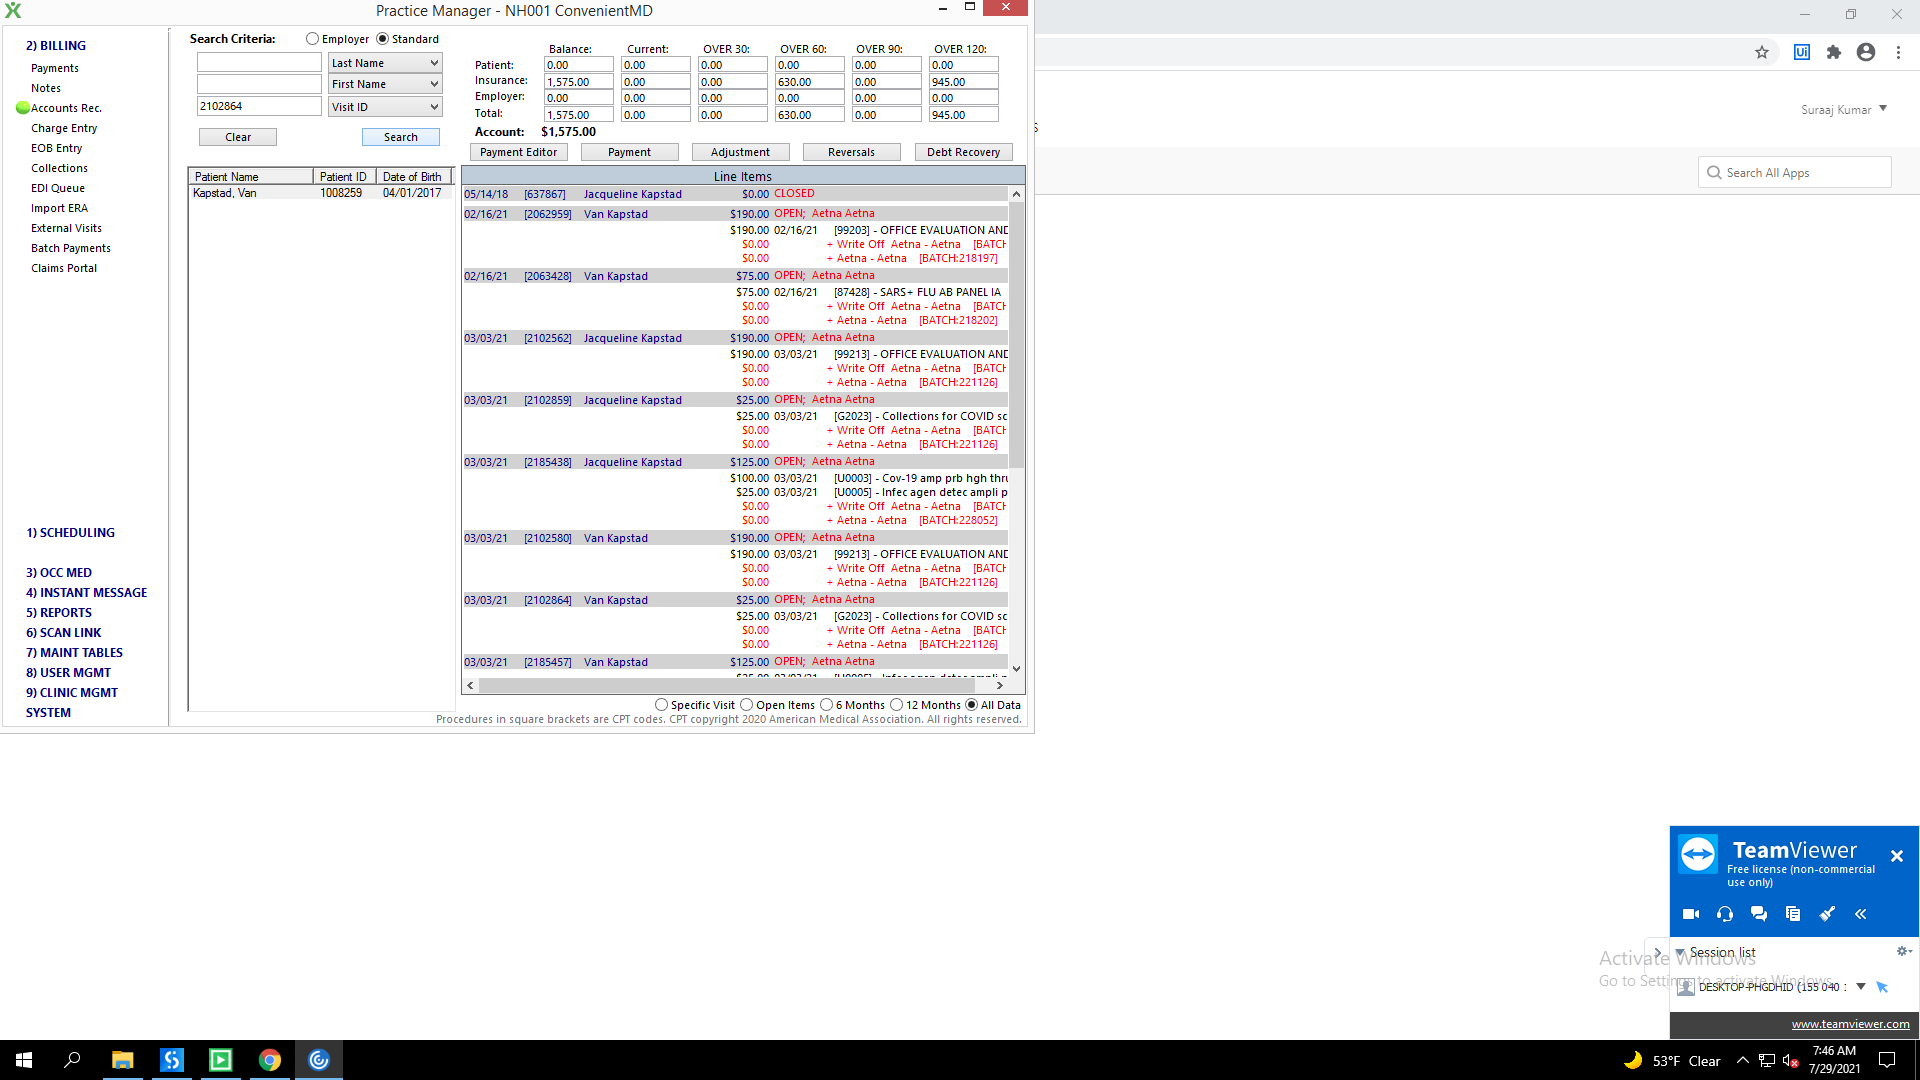 Practice Manager - NH001 ConvenientMD
2) BILLING
Payments
Notes
Accounts Rec.
Charge Entry
EOB Entry
Collections
EDI Queue
Import ERA
External Visits
Batch Payments
Claims Portal
1) SCHEDULING
3) OCC MED
4) INSTANT MESSAGE
5) REPORTS
6) SCAN LINK
7) MAINT TABLES
8) USER MGMT
9) CLINIC MGMT
SYSTEM
Search Criteria: Employer Standard
Last Name
First Name
2102864 Visit ID
Clear Search
Patient Name Patient ID Date of Birth
Kapstad, Van 1008259 04/01/2017
Balance: Current: OVER 30: OVER 60: OVER 90: OVER 120:
Patient: 0.00 0.00 0.00 0.00 0.00 0.00
Insurance: 1,575.00 0.00 0.00 630.00 0.00 945.00
Employer: 0.00 0.00 0.00 0.00 0.00 0.00
Total: 1,575.00 0.00 0.00 630.00 0.00 945.00
Account: $1,575.00
Payment Editor Payment Adjustment Reversals Debt Recovery
Line Items
05/14/18 [637867] Jacqueline Kapstad $0.00 CLOSED
02/16/21 [2062959] Van Kapstad $190.00 OPEN; Aetna Aetna
$190.00 02/16/21 [99203] - OFFICE EVALUATION AND
$0.00 + Write Off Aetna - Aetna [BATCH
$0.00 + Aetna - Aetna [BATCH:218197]
02/16/21 [2063428] Van Kapstad $75.00 OPEN; Aetna Aetna
$75.00 02/16/21 [87428] - SARS+ FLU AB PANEL IA
$0.00 + Write Off Aetna - Aetna [BATCH
$0.00 + Aetna - Aetna [BATCH:218202]
03/03/21 [2102562] Jacqueline Kapstad $190.00 OPEN; Aetna Aetna
$190.00 03/03/21 [99213] - OFFICE EVALUATION AND
$0.00 + Write Off Aetna - Aetna [BATCH
$0.00 + Aetna - Aetna [BATCH:221126]
03/03/21 [2102859] Jacqueline Kapstad $25.00 OPEN; Aetna Aetna
$25.00 03/03/21 [G2023] - Collections for COVID sc
$0.00 + Write Off Aetna - Aetna [BATCH
$0.00 + Aetna - Aetna [BATCH:221126]
03/03/21 [2185438] Jacqueline Kapstad $125.00 OPEN; Aetna Aetna
$100.00 03/03/21 [U0003] - Cov-19 amp prb hgh thru
$25.00 03/03/21 [U0005] - Infec agen detec ampli p
$0.00 + Write Off Aetna - Aetna [BATCH
$0.00 + Aetna - Aetna [BATCH:228052]
03/03/21 [2102580] Van Kapstad $190.00 OPEN; Aetna Aetna
$190.00 03/03/21 [99213] - OFFICE EVALUATION AND
$0.00 + Write Off Aetna - Aetna [BATCH
$0.00 + Aetna - Aetna [BATCH:221126]
03/03/21 [2102864] Van Kapstad $25.00 OPEN; Aetna Aetna
$25.00 03/03/21 [G2023] - Collections for COVID sc
$0.00 + Write Off Aetna - Aetna [BATCH
$0.00 + Aetna - Aetna [BATCH:221126]
03/03/21 [2185457] Van Kapstad $125.00 OPEN; Aetna Aetna
Specific Visit Open Items 6 Months 12 Months All Data
Procedures in square brackets are CPT codes. CPT copyright 2020 American Medical Association. All rights reserved.
Suraaj Kumar
Search All Apps
TeamViewer
Free license (non-commercial
use only)
Session list
DESKTOP-PHGDHID (155 040
www.teamviewer.com
Activate Windows
Go to Settings to activate Windows.
53°F Clear
7:46 AM
7/29/2021